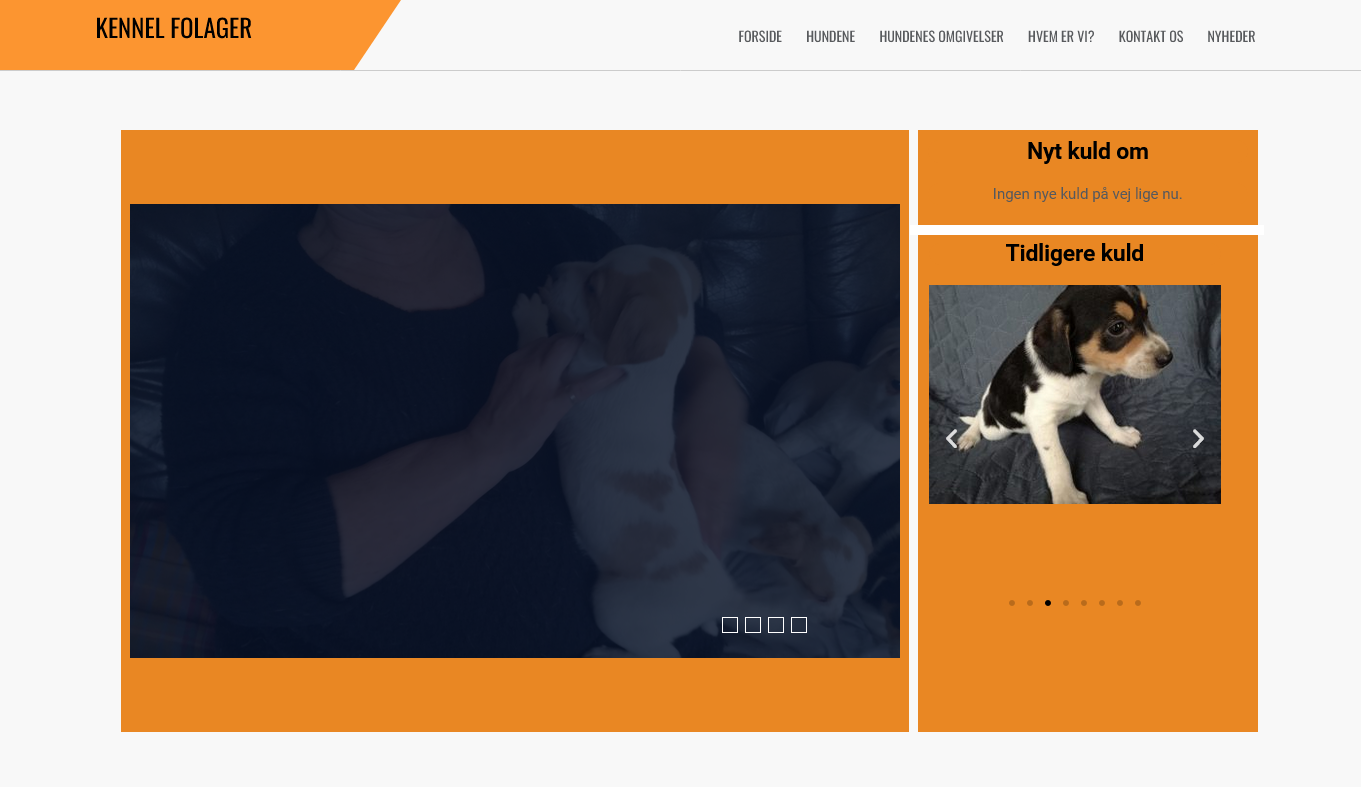 KENNEL FOLAGER
FORSIDE
HUNDENE
HUNDENES OMGIVELSER
HVEM ER VI?
KONTAKT OS
NYHEDER
Nyt kuld om
Ingen nye kuld på vej lige nu.
Tidligere kuld